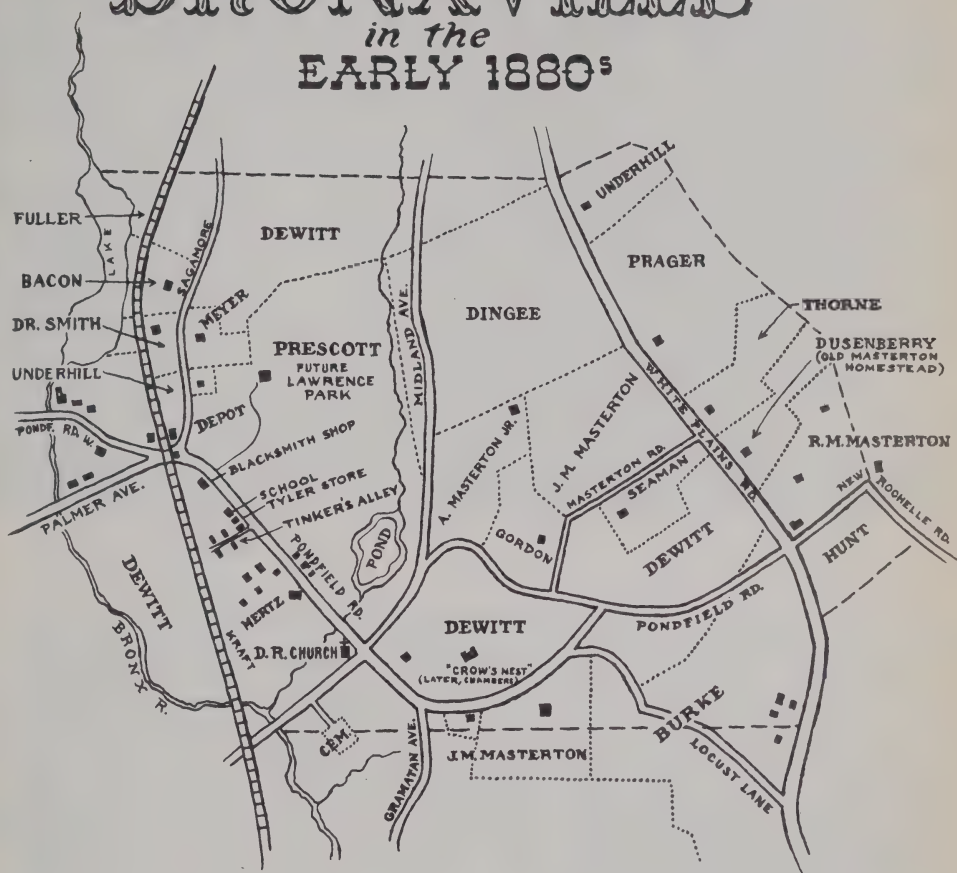 BRONXVILLE
in the
EARLY 1880s
FULLER
LAKE
BACON
SAGAMORE
DEWITT
DR. SMITH
MEYER
UNDERHILL
PRESCOTT
FUTURE
LAWRENCE
PARK
MIDLAND AVE.
DINGEE
UNDERHILL
PRAGER
THORNE
DUSENBERRY
(OLD MASTERTON
HOMESTEAD)
R.M. MASTERTON
WHITE PLAINS RD.
PONDF. RD. W.
PALMER AVE.
DEPOT
BLACKSMITH SHOP
SCHOOL
TYLER STORE
TINKER'S ALLEY
PONDFIELD RD.
POND
A. MASTERTON JR.
J. M. MASTERTON
MASTERTON RD.
SEAMAN
GORDON
DEWITT
NEW ROCHELLE RD.
HUNT
PONDFIELD RD.
DEWITT
BRONX R.
KRAFT
MERTZ
D. R. CHURCH
DEWITT
"CROW'S NEST"
(LATER, CHAMBERS)
CEM.
GRAMATAN AVE.
J.M. MASTERTON
BURKE
LOCUST LANE